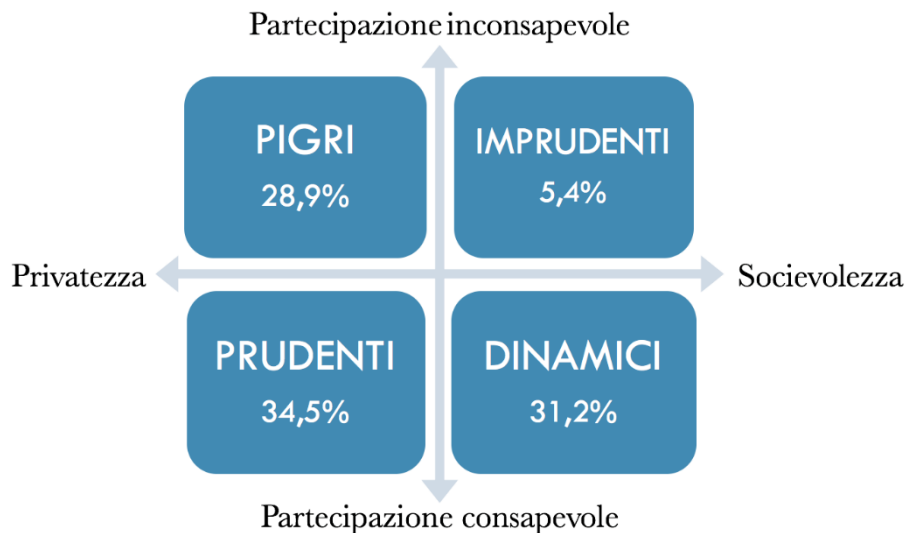 Partecipazione inconsapevole
PIGRI
28,9%
IMPRUDENTI
5,4%
Privatezza
Socievolezza
PRUDENTI
34,5%
DINAMICI
31,2%
Partecipazione consapevole